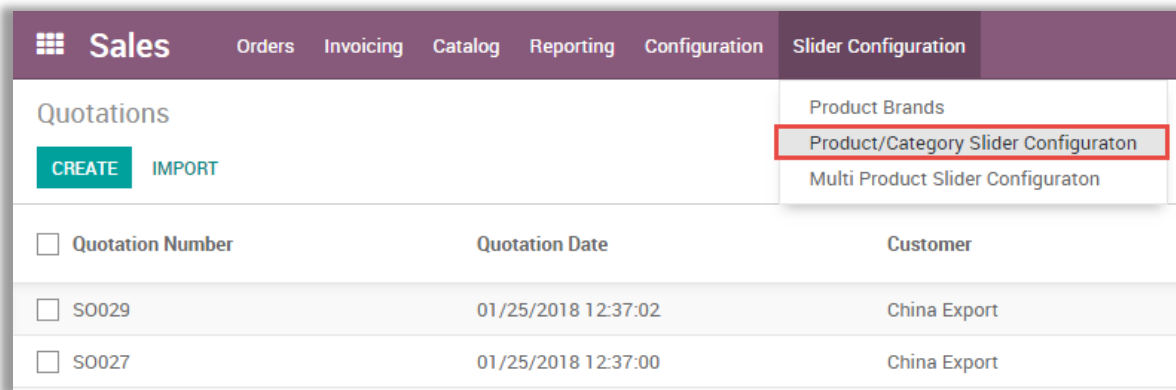 Sales Orders Invoicing Catalog Reporting Configuration Slider Configuration
Quotations
Product Brands
Product/Category Slider Configuraton
CREATE IMPORT
Multi Product Slider Configuraton
Quotation Number Quotation Date Customer
SO029 01/25/2018 12:37:02 China Export
SO027 01/25/2018 12:37:00 China Export